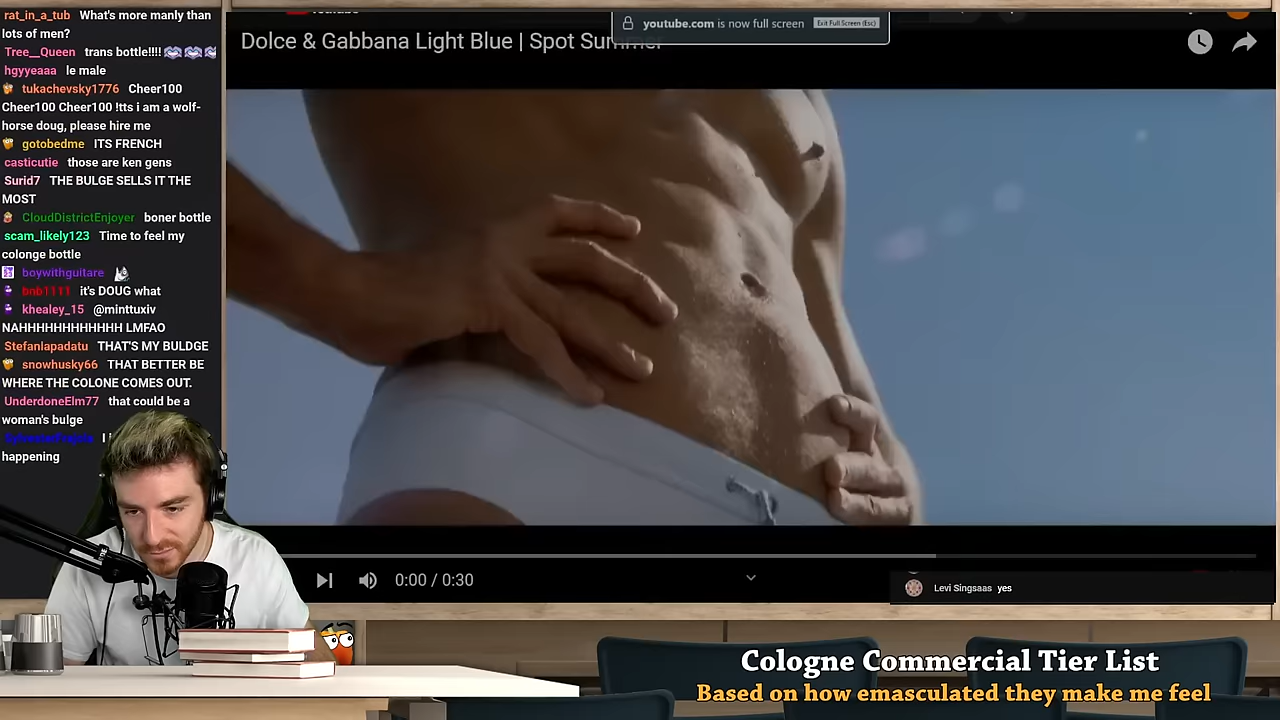 rat_in_a_tub What's more manly than
lots of men?
Tree__Queen trans bottle!!!!
hgyyeaaa le male
tukachevsky1776 Cheer100
Cheer100 Cheer100 !tts i am a wolf-
horse doug, please hire me
gotobedme ITS FRENCH
casticutie those are ken gens
Surid7 THE BULGE SELLS IT THE
MOST
CloudDistrictEnjoyer boner bottle
scam_likely123 Time to feel my
colonge bottle
boywithguitare
bnb1111 it's DOUG what
khealey_15 @minttuxiv
NAHHHHHHHHHHHH LMFAO
Stefanlapadatu THAT'S MY BULDGE
snowhusky66 THAT BETTER BE
WHERE THE COLONE COMES OUT.
UnderdoneElm77 that could be a
woman's bulge
happening
youtube.com is now full screen Exit Full Screen (Esc)
Dolce & Gabbana Light Blue | Spot Summer
0:00 / 0:30
Levi Singsaas yes
Cologne Commercial Tier List
Based on how emasculated they make me feel